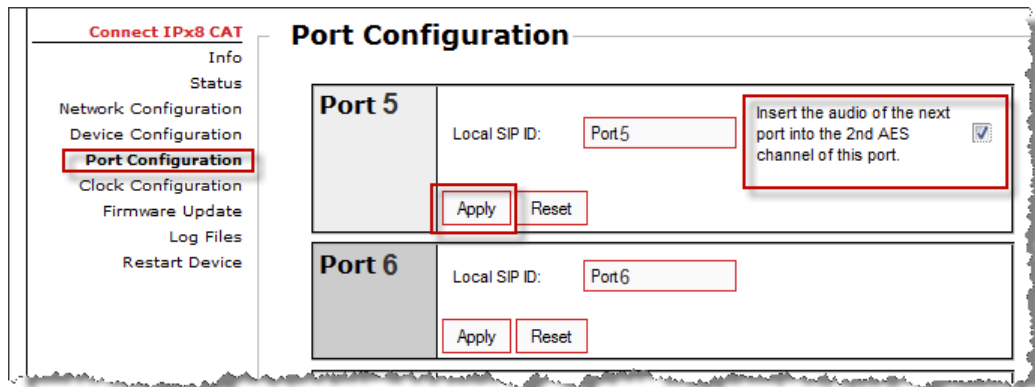 Connect IPx8 CAT
Info
Status
Network Configuration
Device Configuration
Port Configuration
Clock Configuration
Firmware Update
Log Files
Restart Device
Port Configuration
Port 5
Local SIP ID:
Port5
Insert the audio of the next
port into the 2nd AES
channel of this port.
Apply
Reset
Port 6
Local SIP ID:
Port6
Apply
Reset